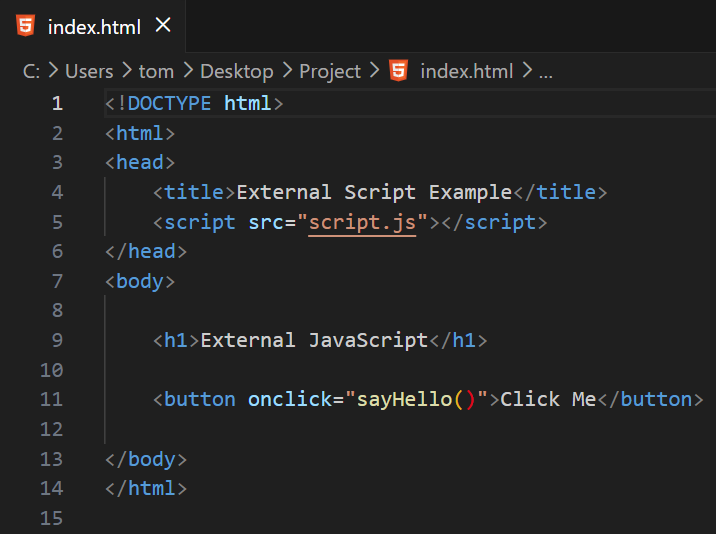 index.html ×
C: > Users > tom > Desktop > Project > index.html > ...
1 <!DOCTYPE html>
2 <html>
3 <head>
4     <title>External Script Example</title>
5     <script src="script.js"></script>
6 </head>
7 <body>
8
9     <h1>External JavaScript</h1>
10
11     <button onclick="sayHello()">Click Me</button>
12
13 </body>
14 </html>
15